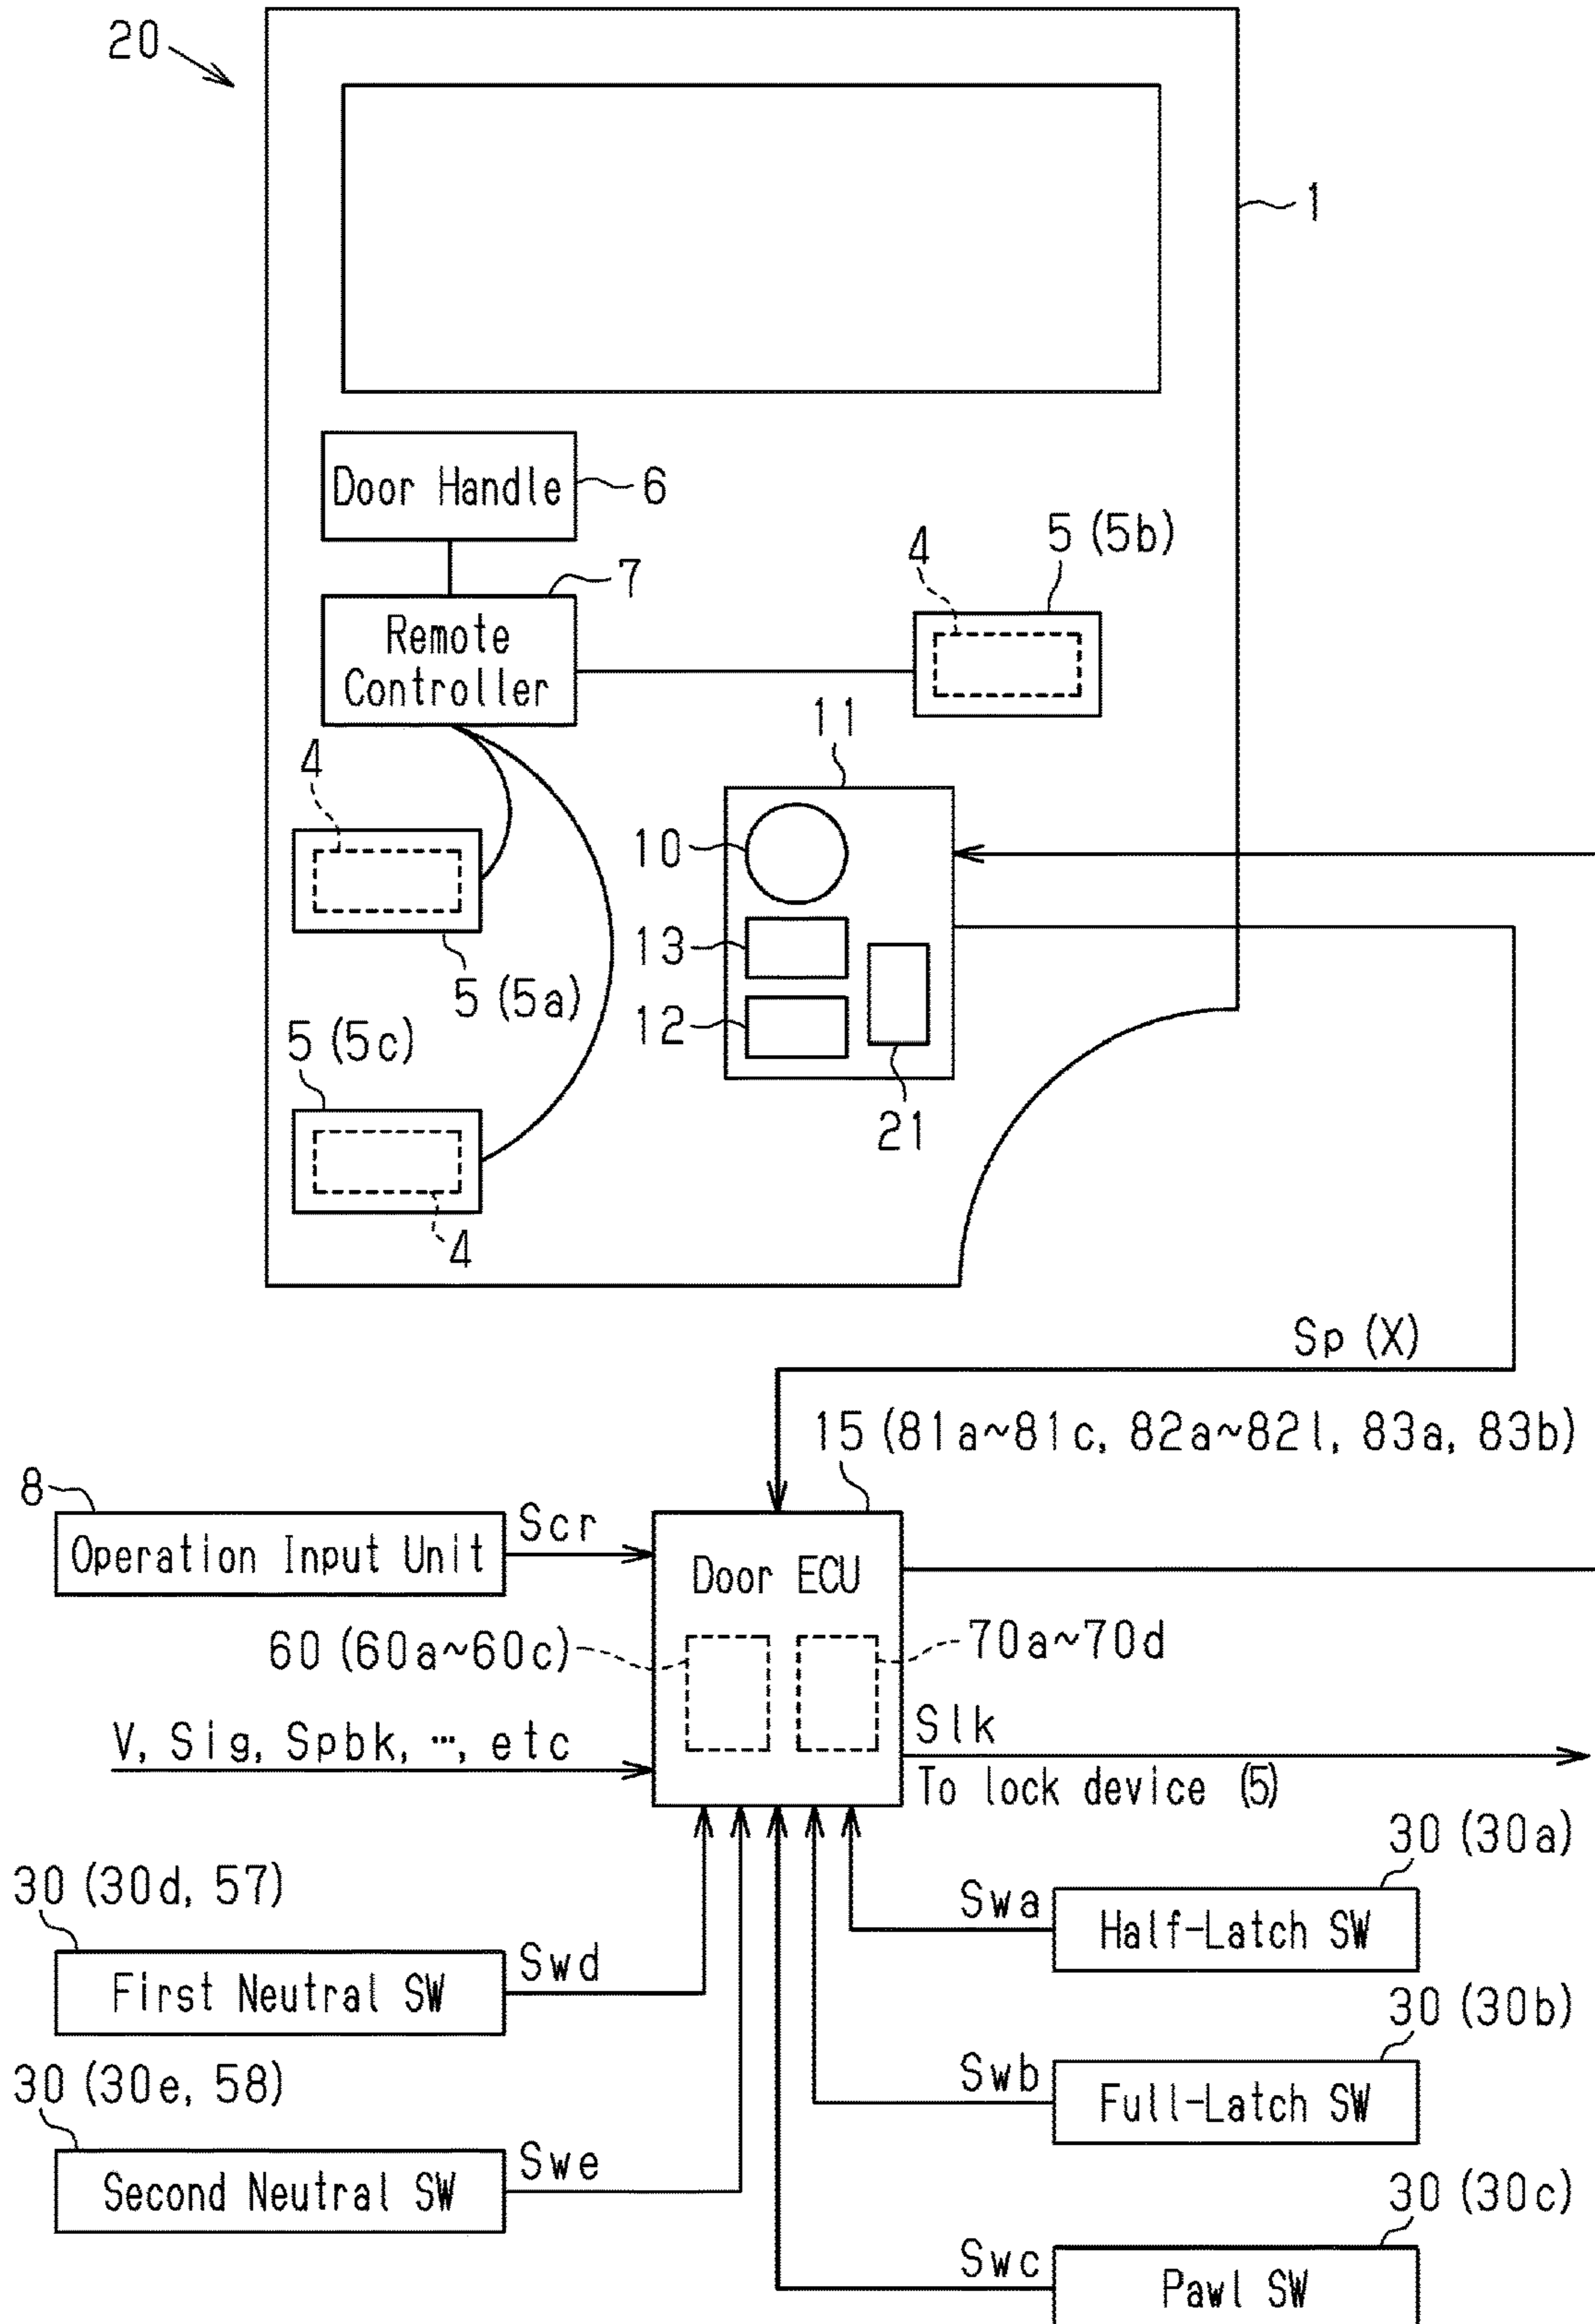 20
1
Door Handle
6
5 (5b)
4
7
Remote
Controller
11
4
10
13
5 (5a)
12
5 (5c)
21
4
Sp (X)
15 (81a~81c, 82a~82l, 83a, 83b)
8
Scr
Operation Input Unit
Door ECU
60 (60a~60c)
70a~70d
Slk
V, Sig, Spbk, …, etc
To lock device (5)
30 (30a)
30 (30d, 57)
Swa
Half-Latch SW
Swd
First Neutral SW
30 (30b)
30 (30e, 58)
Swb
Full-Latch SW
Swe
Second Neutral SW
30 (30c)
Swc
Pawl SW